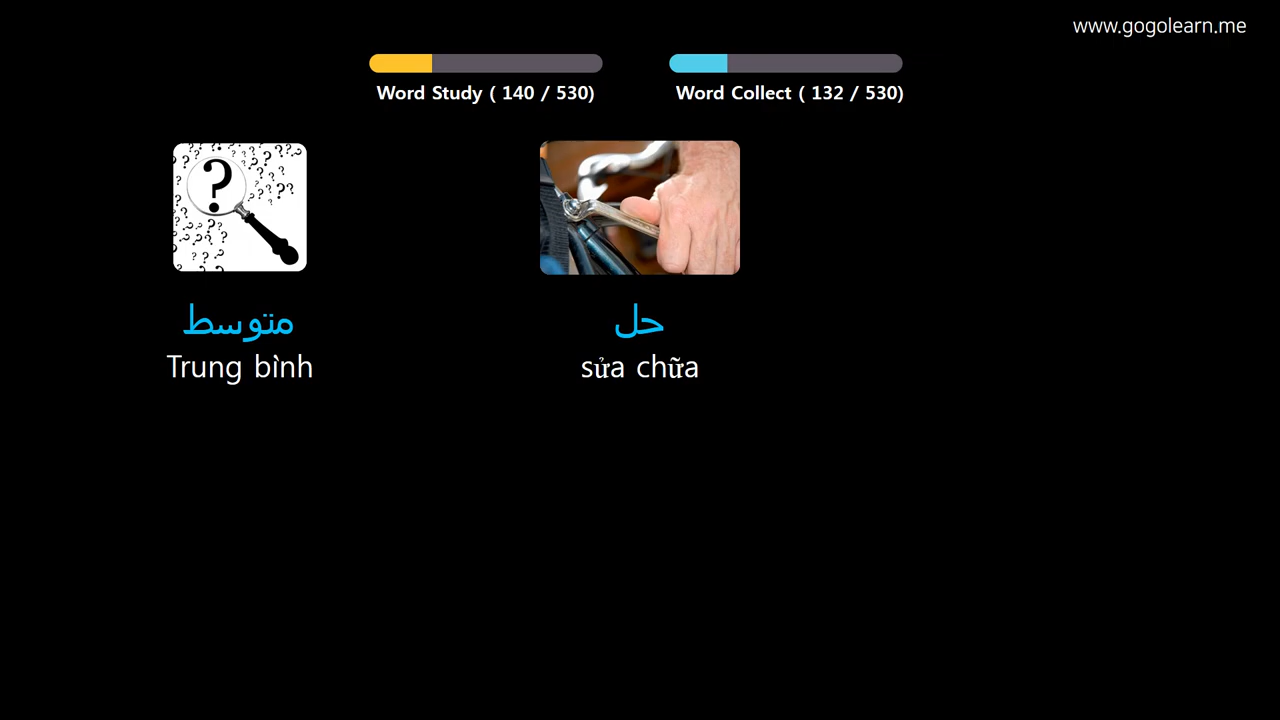 www.gogolearn.me
Word Study ( 140 / 530)
Word Collect ( 132 / 530)
متوسط
Trung bình
حل
sửa chữa